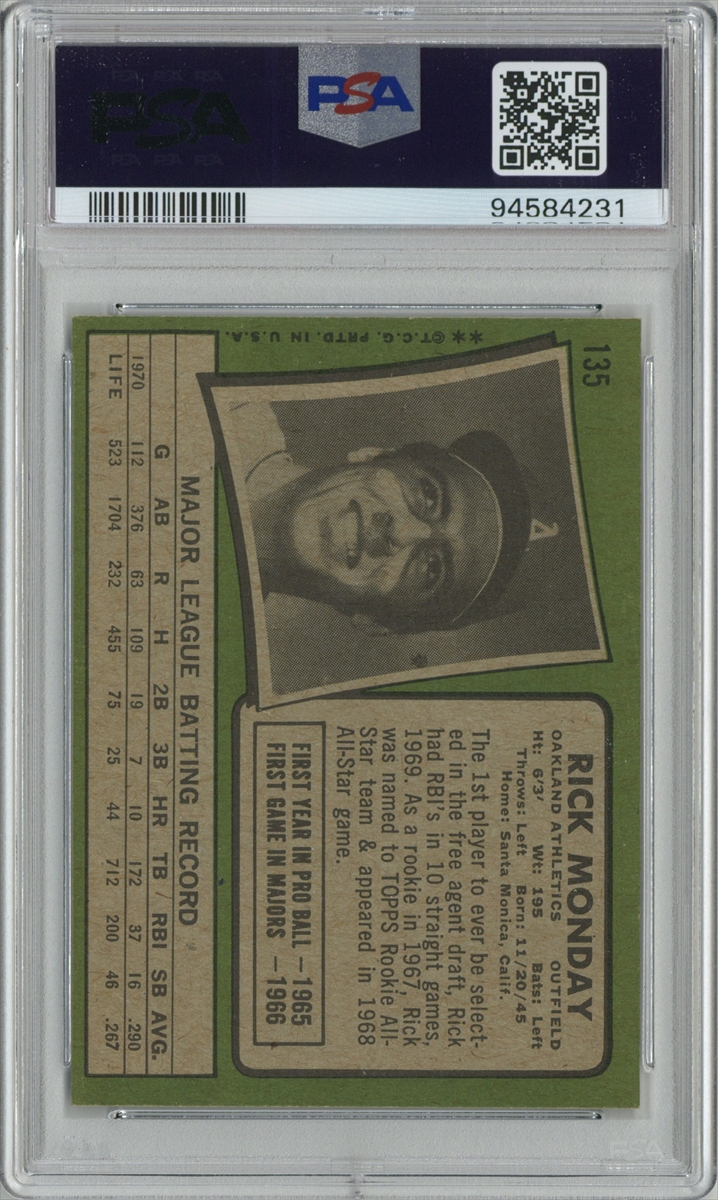 PSA
PSA
94584231
135
**©T.C.G. PRTD. IN U.S.A.
A
RICK MONDAY
OAKLAND ATHLETICS OUTFIELD
Ht: 6'3' Wt: 195 Bats: Left
Throws: Left Born: 11/20/45
Home: Santa Monica, Calif.
The 1st player to ever be select-
ed in the free agent draft, Rick
had RBI's in 10 straight games,
1969. As a rookie in 1967, Rick
was named to TOPPS Rookie All-
Star team & appeared in 1968
All-Star game.
FIRST YEAR IN PRO BALL—1965
FIRST GAME IN MAJORS —1966
MAJOR LEAGUE BATTING RECORD
G AB R H 2B 3B HR TB RBI SB AVG.
1970 112 376 63 109 19 7 10 172 37 16 .290
LIFE 523 1704 232 455 75 25 44 712 200 46 .267
PSA